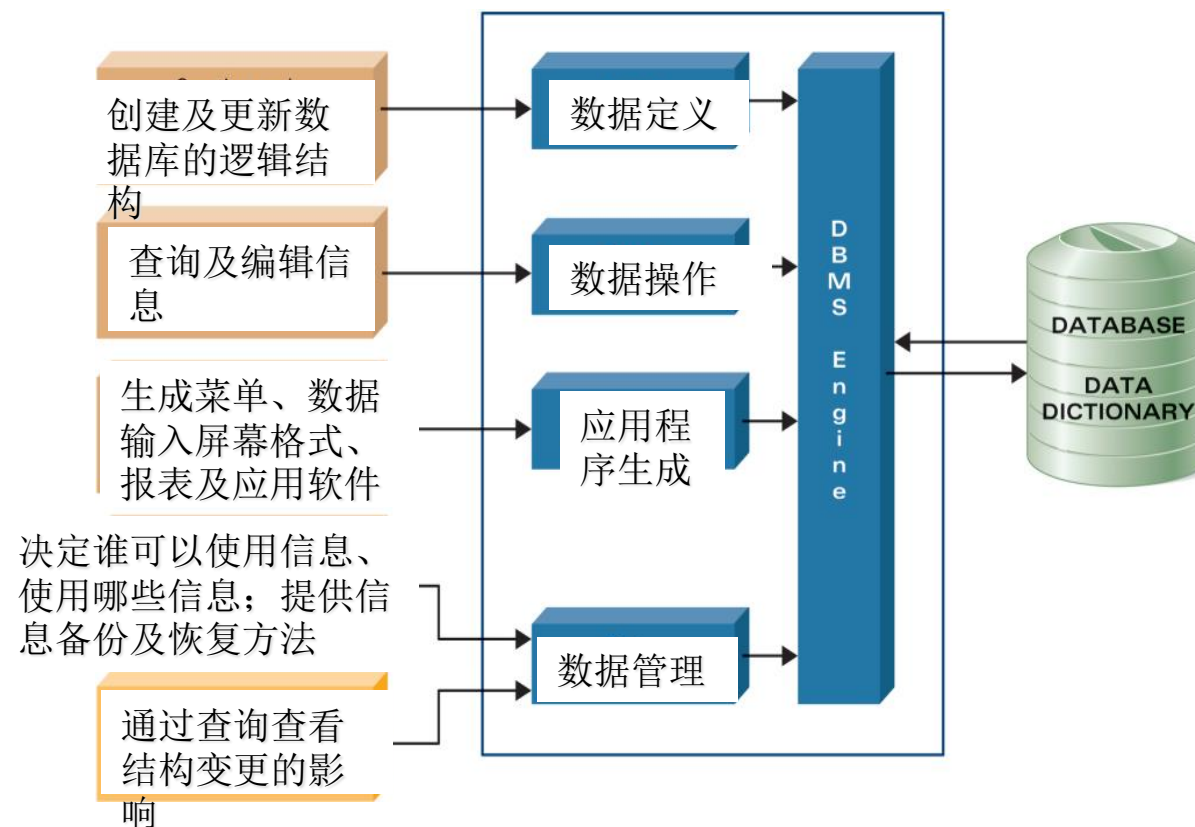 创建及更新数
据库的逻辑结
构
数据定义
查询及编辑信
息
数据操作
生成菜单、数据
输入屏幕格式、
报表及应用软件
应用程
序生成
决定谁可以使用信息、
使用哪些信息；提供信
息备份及恢复方法
数据管理
通过查询查看
结构变更的影
响
DBMS Engine
DATABASE
DATA
DICTIONARY